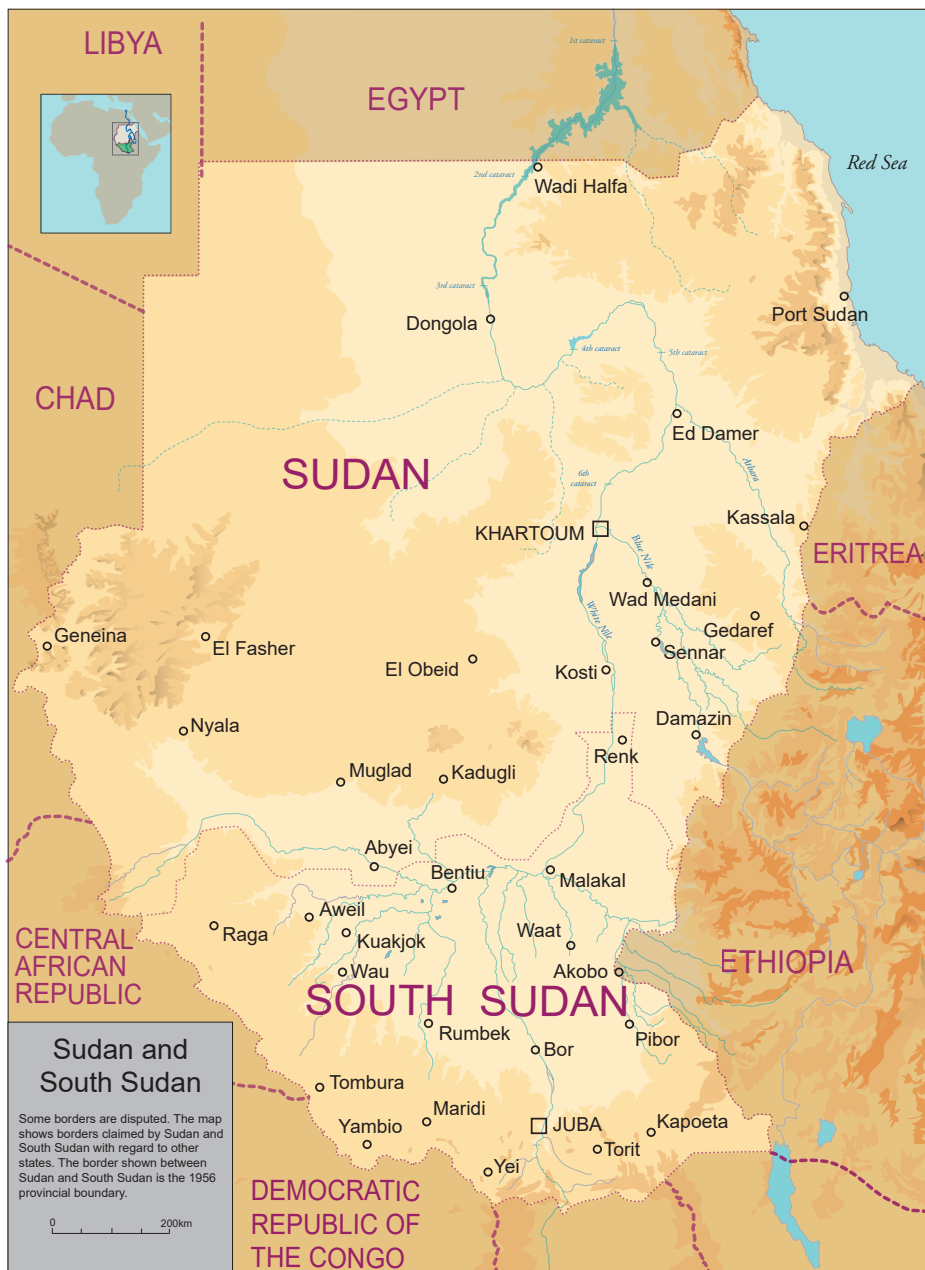 LIBYA
EGYPT
1st cataract
Red Sea
2nd cataract
Wadi Halfa
3rd cataract
Dongola
Port Sudan
4th cataract
5th cataract
CHAD
Ed Damer
SUDAN
Atbara
6th
cataract
KHARTOUM
Kassala
Blue Nile
ERITREA
White Nile
Wad Medani
Gedaref
Geneina
El Fasher
El Obeid
Sennar
Kosti
Nyala
Damazin
Renk
Muglad
Kadugli
Abyei
Bentiu
Malakal
Aweil
Raga
Kuakjok
Waat
CENTRAL
AFRICAN
REPUBLIC
Wau
Akobo
ETHIOPIA
SOUTH SUDAN
Rumbek
Pibor
Bor
Tombura
Maridi
Yambio
JUBA
Kapoeta
Torit
Yei
DEMOCRATIC
REPUBLIC OF
THE CONGO
Sudan and
South Sudan
Some borders are disputed. The map
shows borders claimed by Sudan and
South Sudan with regard to other
states. The border shown between
Sudan and South Sudan is the 1956
provincial boundary.
0 200km